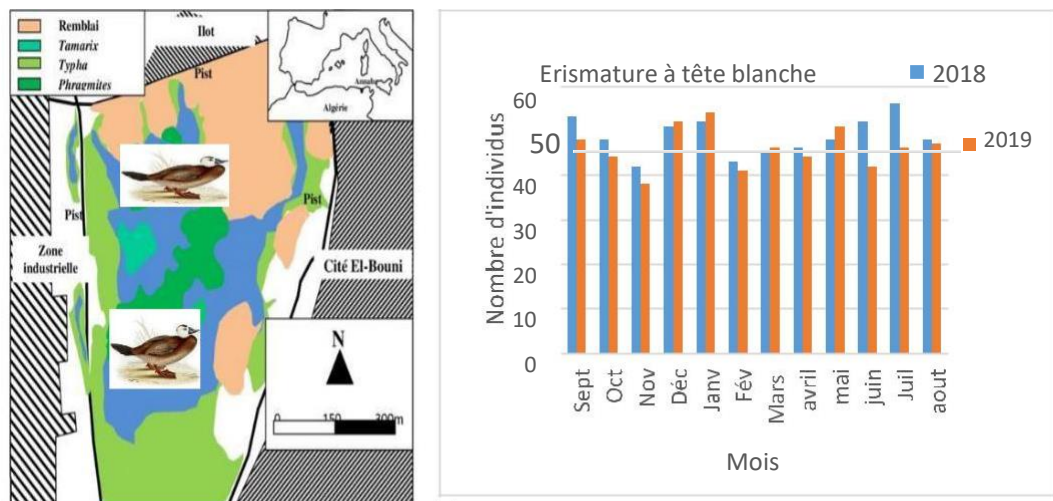 Remblai
Tamarix
Typha
Phragmites
Ilot
Pist
Annaba
Algérie
Pist
Pist
Zone
industrielle
Cité El-Bouni
N
0 150 300m
Erismature à tête blanche
2018
2019
Nombre d'individus
60
50
40
30
20
10
0
Sept
Oct
Nov
Déc
Janv
Fév
Mars
avril
mai
juin
Juil
aout
Mois